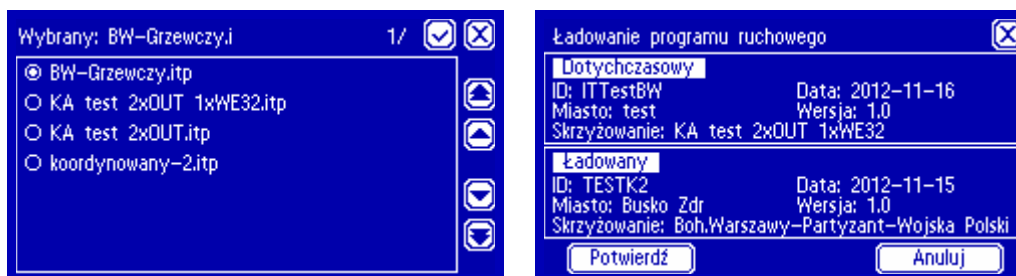 Wybrany: BW-Grzewczy.i 1/
BW-Grzewczy.itp
KA test 2xOUT 1xWE32.itp
KA test 2xOUT.itp
koordynowany-2.itp
Ładowanie programu ruchowego
Dotychczasowy
ID: ITTestBW Data: 2012-11-16
Miasto: test Wersja: 1.0
Skrzyżowanie: KA test 2xOUT 1xWE32
Ładowany
ID: TESTK2 Data: 2012-11-15
Miasto: Busko Zdr Wersja: 1.0
Skrzyżowanie: Boh.Warszawy-Partyzant-Wojska Polski
Potwierdź Anuluj